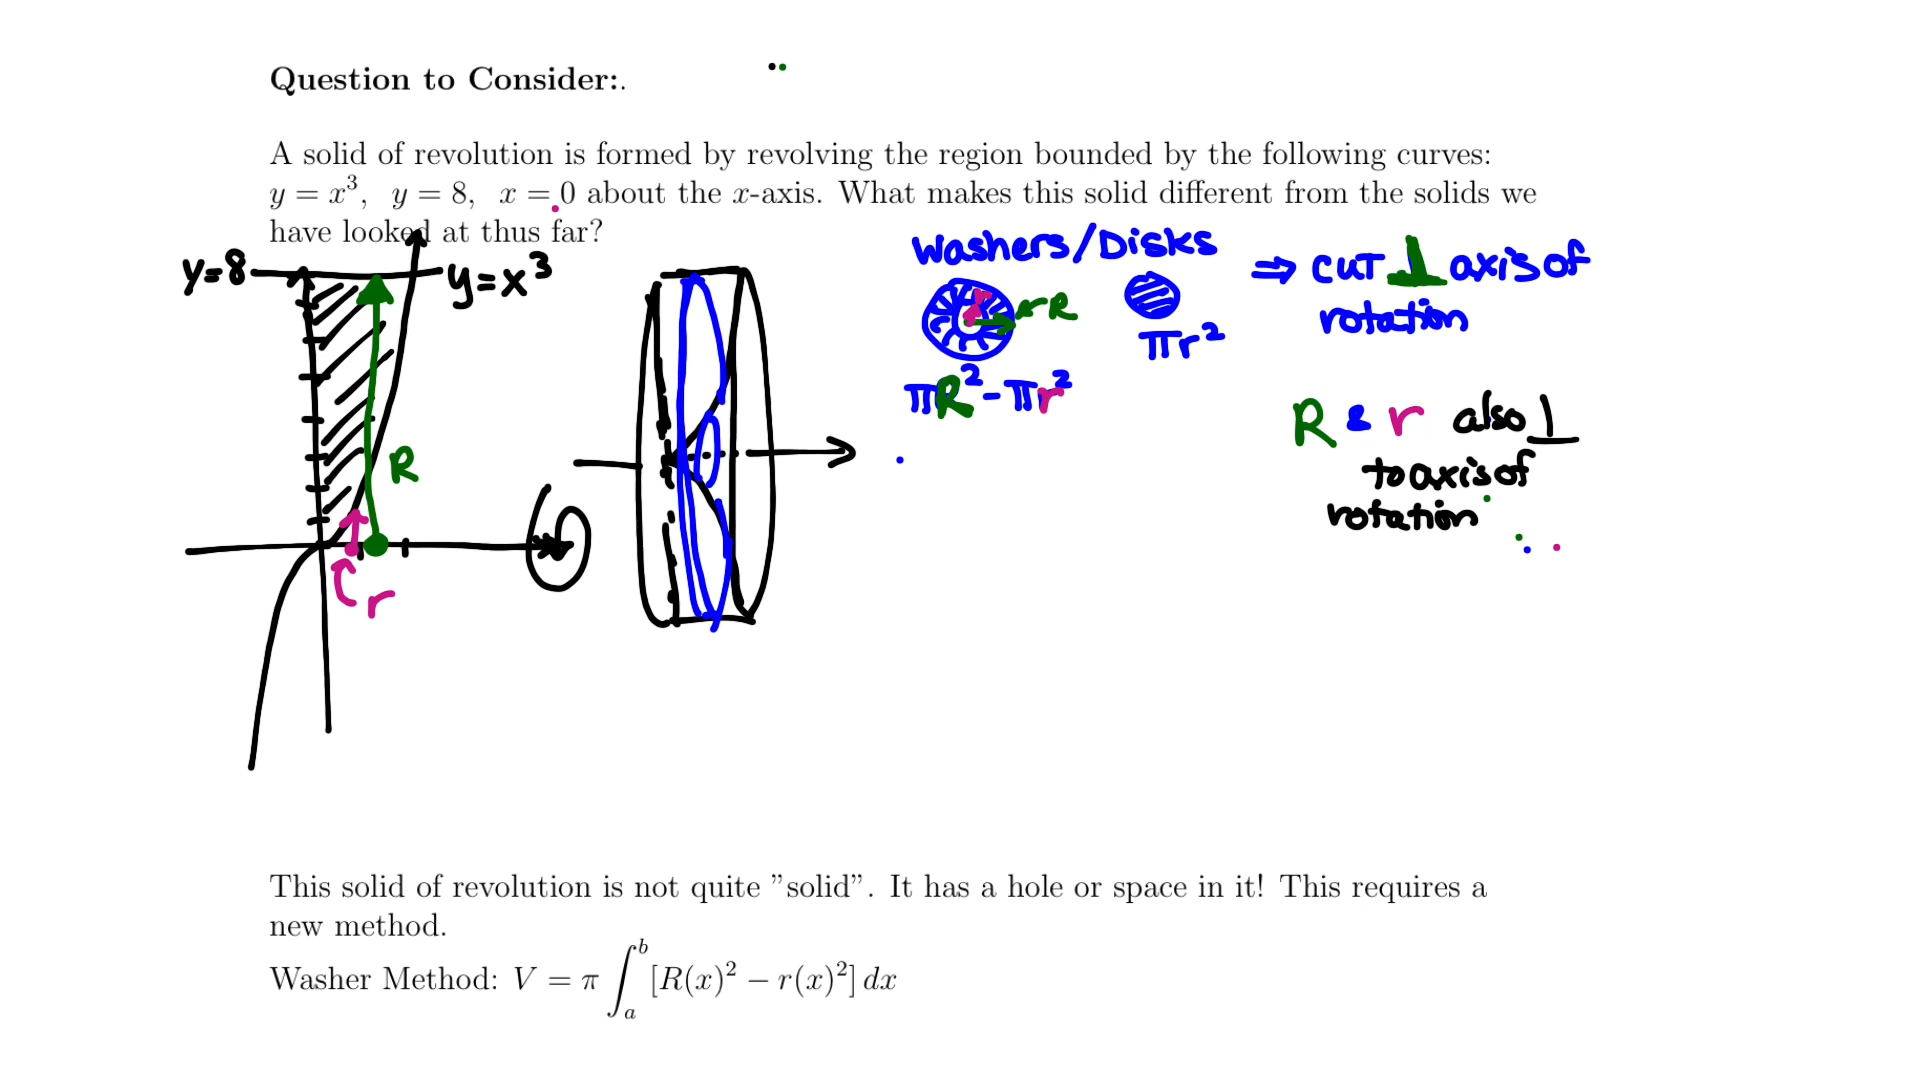 Question to Consider:.
A solid of revolution is formed by revolving the region bounded by the following curves:
y = x³, y = 8, x = 0 about the x-axis. What makes this solid different from the solids we
have looked at thus far?
y=8
y=x³
R
r
Washers/Disks
r
R
πR²-πr²
πr²
⇒ cut ⊥ axis of
rotation
R & r also ⊥
to axis of
rotation
This solid of revolution is not quite ”solid”. It has a hole or space in it! This requires a
new method.
Washer Method: V = π ∫ₐᵇ [R(x)² − r(x)²] dx